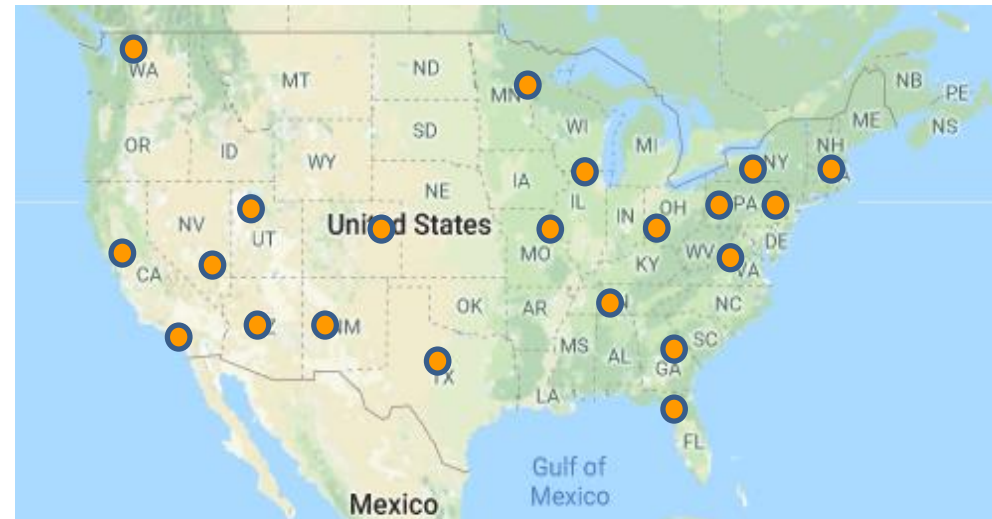 WA
MT
ND
MN
NB
PE
ME
NS
OR
ID
SD
WI
MI
NH
WY
NY
IA
NE
IL
IN
OH
PA
NV
United States
UT
MO
KY
WV
DE
VA
CA
OK
AR
NC
NM
MS
AL
SC
GA
TX
LA
FL
Gulf of
Mexico
Mexico